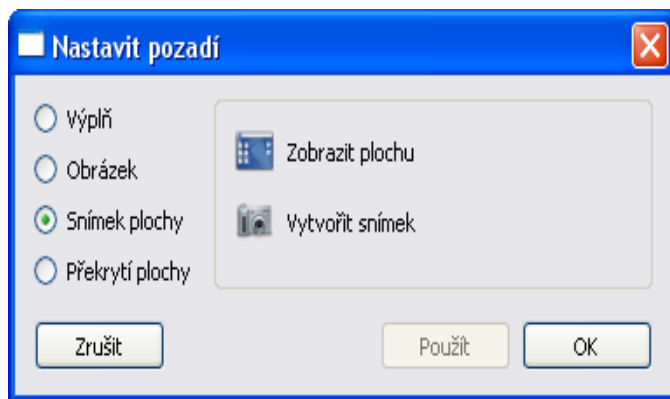 Nastavit pozadí
Výplň
Obrázek
Snímek plochy
Překrytí plochy
Zobrazit plochu
Vytvořit snímek
Zrušit
Použít
OK